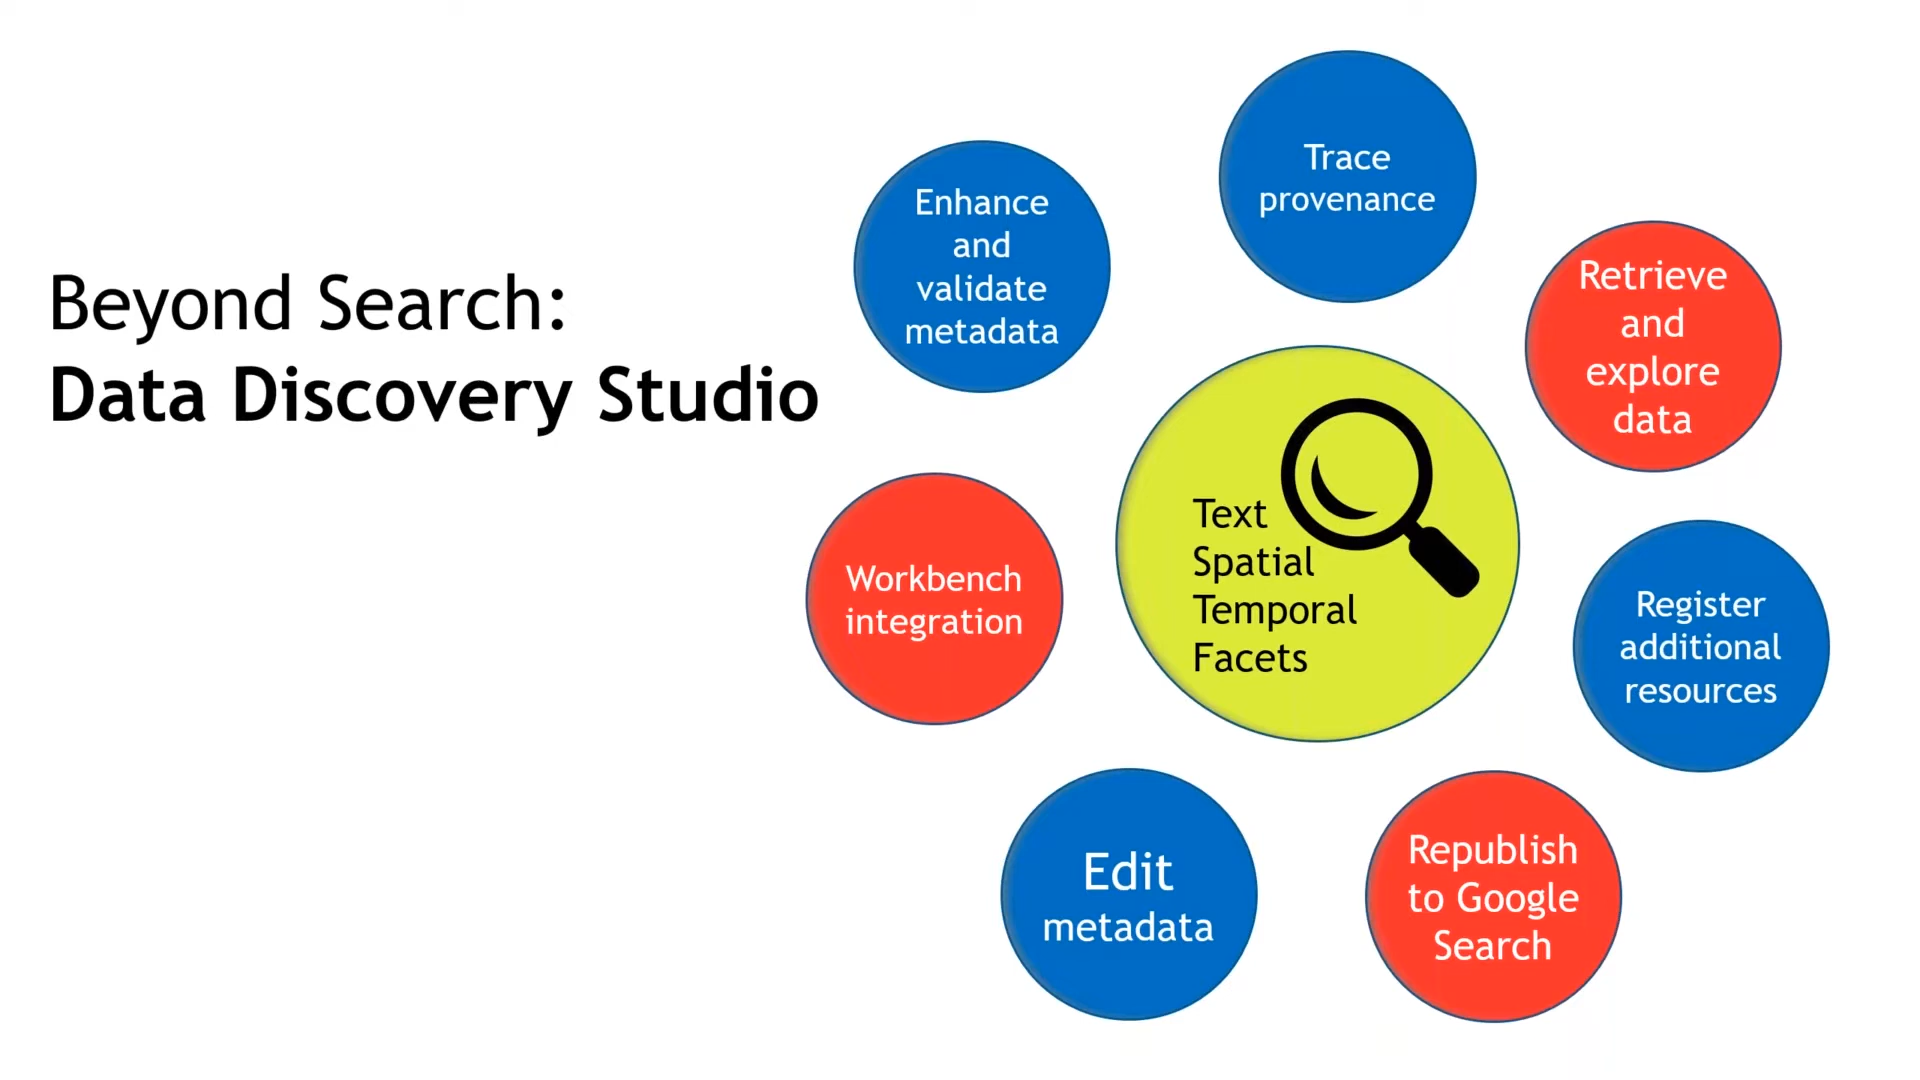 Beyond Search:
Data Discovery Studio
Enhance
and
validate
metadata
Trace
provenance
Retrieve
and
explore
data
Workbench
integration
Text
Spatial
Temporal
Facets
Register
additional
resources
Edit
metadata
Republish
to Google
Search